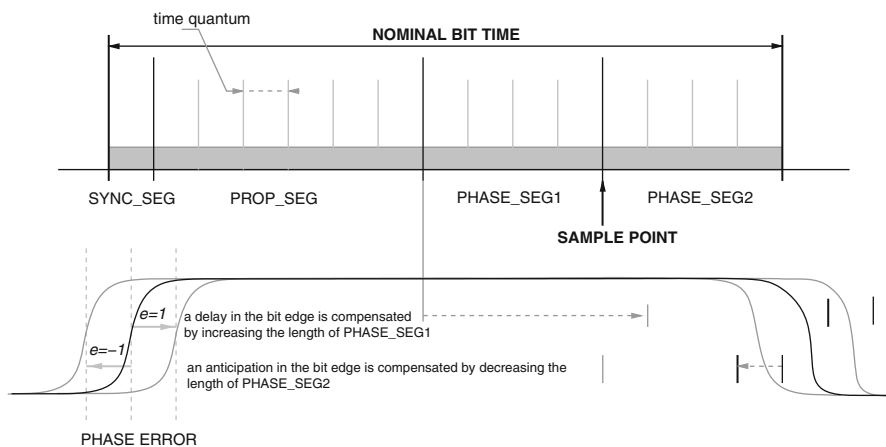 time quantum
NOMINAL BIT TIME
SYNC_SEG PROP_SEG PHASE_SEG1 PHASE_SEG2
SAMPLE POINT
e=1 a delay in the bit edge is compensated
by increasing the length of PHASE_SEG1
e=−1 an anticipation in the bit edge is compensated by decreasing the
length of PHASE_SEG2
PHASE ERROR